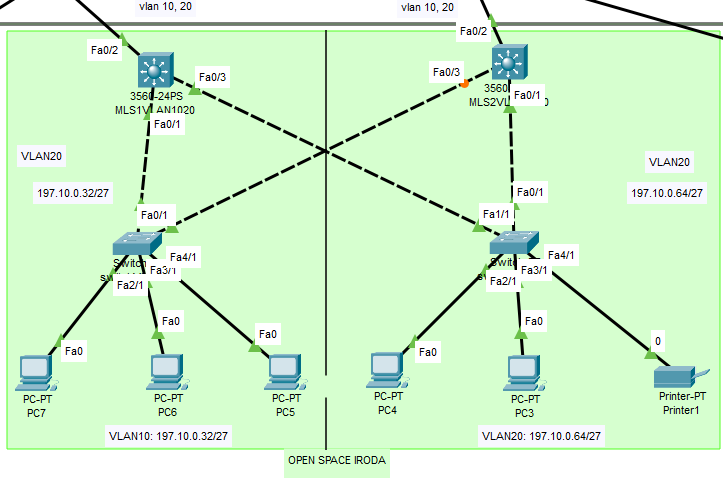 vlan 10, 20
vlan 10, 20
Fa0/2
Fa0/2
Fa0/3
Fa0/3
3560-24PS
MLS1VLAN1020
Fa0/1
Fa0/1
VLAN20
VLAN20
197.10.0.32/27
197.10.0.64/27
Fa0/1
Fa0/1
Fa1/1
Fa4/1
Fa3/1
Fa2/1
Fa4/1
Fa3/1
Fa2/1
Fa0
Fa0
Fa0
Fa0
Fa0
0
PC-PT
PC7
PC-PT
PC6
PC-PT
PC5
PC-PT
PC4
PC-PT
PC3
Printer-PT
Printer1
VLAN10: 197.10.0.32/27
VLAN20: 197.10.0.64/27
OPEN SPACE IRODA